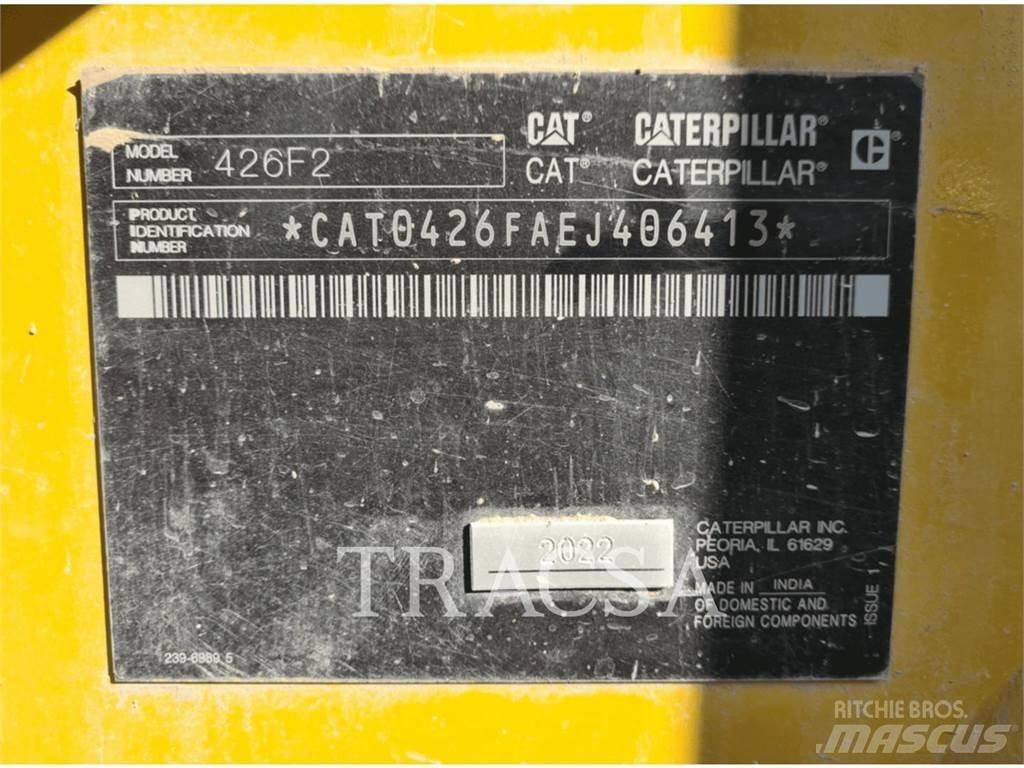 CAT® CATERPILLAR®
CAT® CATERPILLAR®
MODEL NUMBER 426F2
PRODUCT IDENTIFICATION NUMBER *CAT0426FAEJ406413*
2022
CATERPILLAR INC.
PEORIA, IL 61629
USA
MADE IN INDIA
OF DOMESTIC AND
FOREIGN COMPONENTS
ISSUE 1
239-6989 5
TRACSA
RITCHIE BROS.
MASCUS